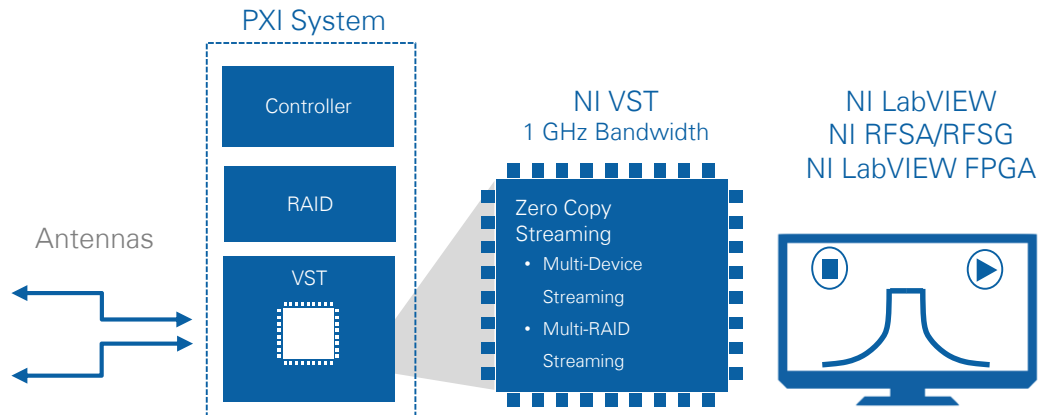 PXI System
Controller
RAID
VST
Antennas
NI VST
1 GHz Bandwidth
Zero Copy
Streaming
• Multi-Device
Streaming
• Multi-RAID
Streaming
NI LabVIEW
NI RFSA/RFSG
NI LabVIEW FPGA